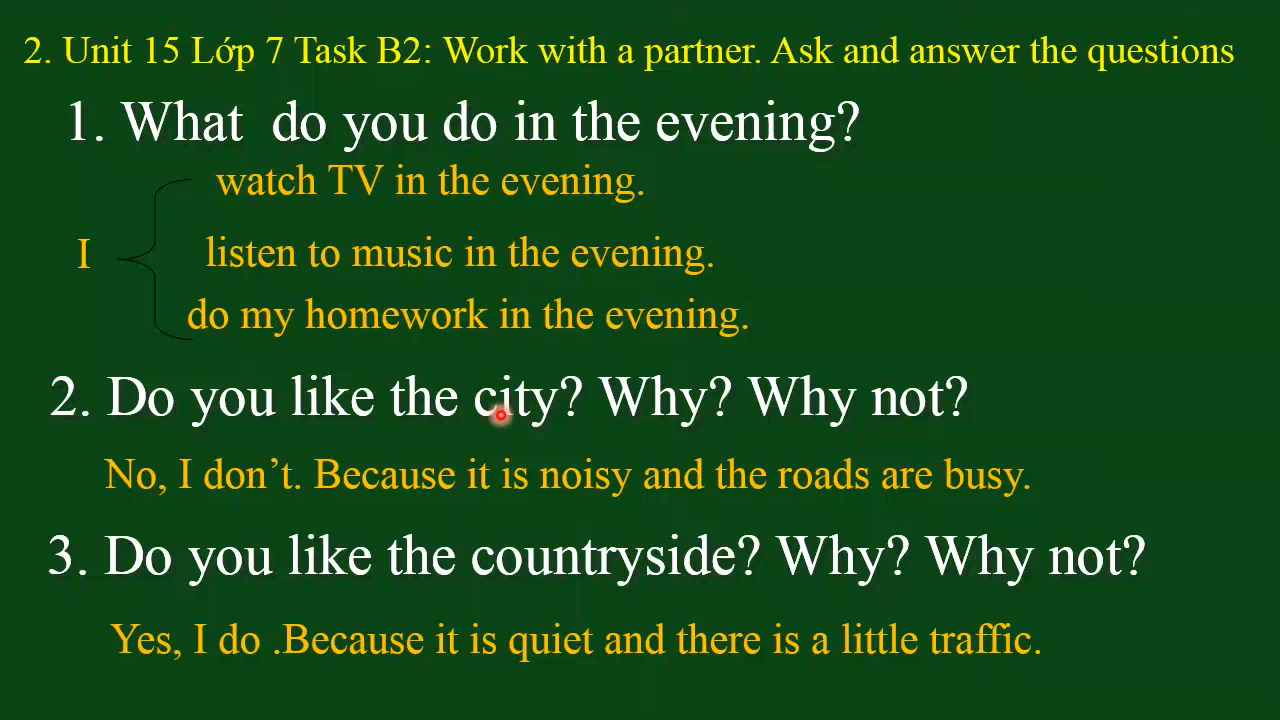 2. Unit 15 Lớp 7 Task B2: Work with a partner. Ask and answer the questions
1. What do you do in the evening?
watch TV in the evening.
I
listen to music in the evening.
do my homework in the evening.
2. Do you like the city? Why? Why not?
No, I don’t. Because it is noisy and the roads are busy.
3. Do you like the countryside? Why? Why not?
Yes, I do .Because it is quiet and there is a little traffic.